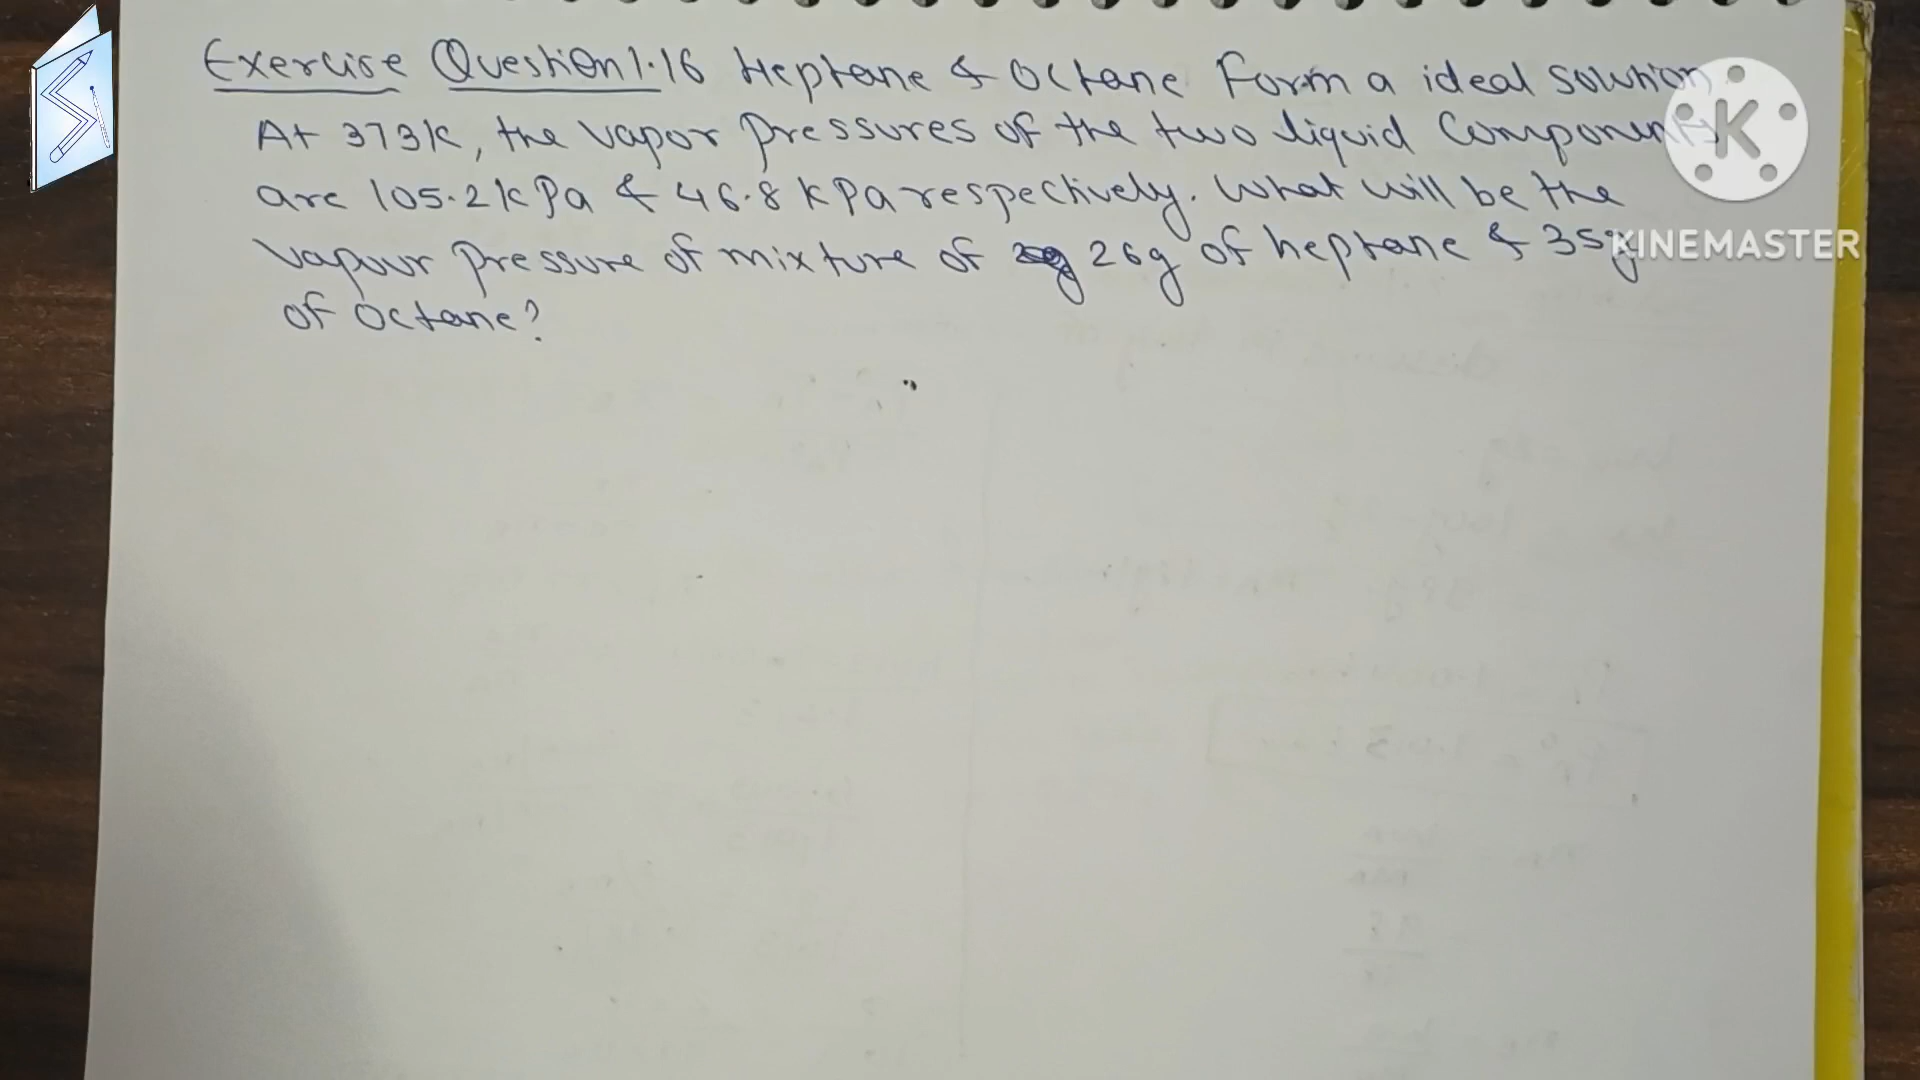 Exercise Question 1.16 Heptane & Octane Form a ideal solution
At 373K, the vapor pressures of the two liquid Components
are 105.2 kPa & 46.8 kPa respectively. What will be the
Vapour pressure of mixture of 26g of heptane & 35g
of Octane?
K
KINEMASTER